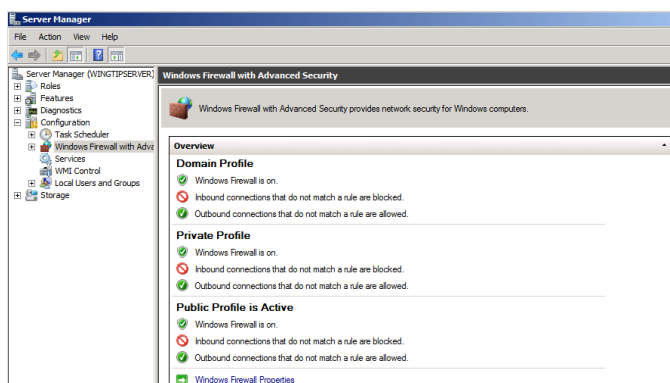 Server Manager
File Action View Help
Server Manager (WINGTIPSERVER)
Roles
Features
Diagnostics
Configuration
Task Scheduler
Windows Firewall with Adva
Services
WMI Control
Local Users and Groups
Storage
Windows Firewall with Advanced Security
Windows Firewall with Advanced Security provides network security for Windows computers.
Overview
Domain Profile
Windows Firewall is on.
Inbound connections that do not match a rule are blocked.
Outbound connections that do not match a rule are allowed.
Private Profile
Windows Firewall is on.
Inbound connections that do not match a rule are blocked.
Outbound connections that do not match a rule are allowed.
Public Profile is Active
Windows Firewall is on.
Inbound connections that do not match a rule are blocked.
Outbound connections that do not match a rule are allowed.
Windows Firewall Properties